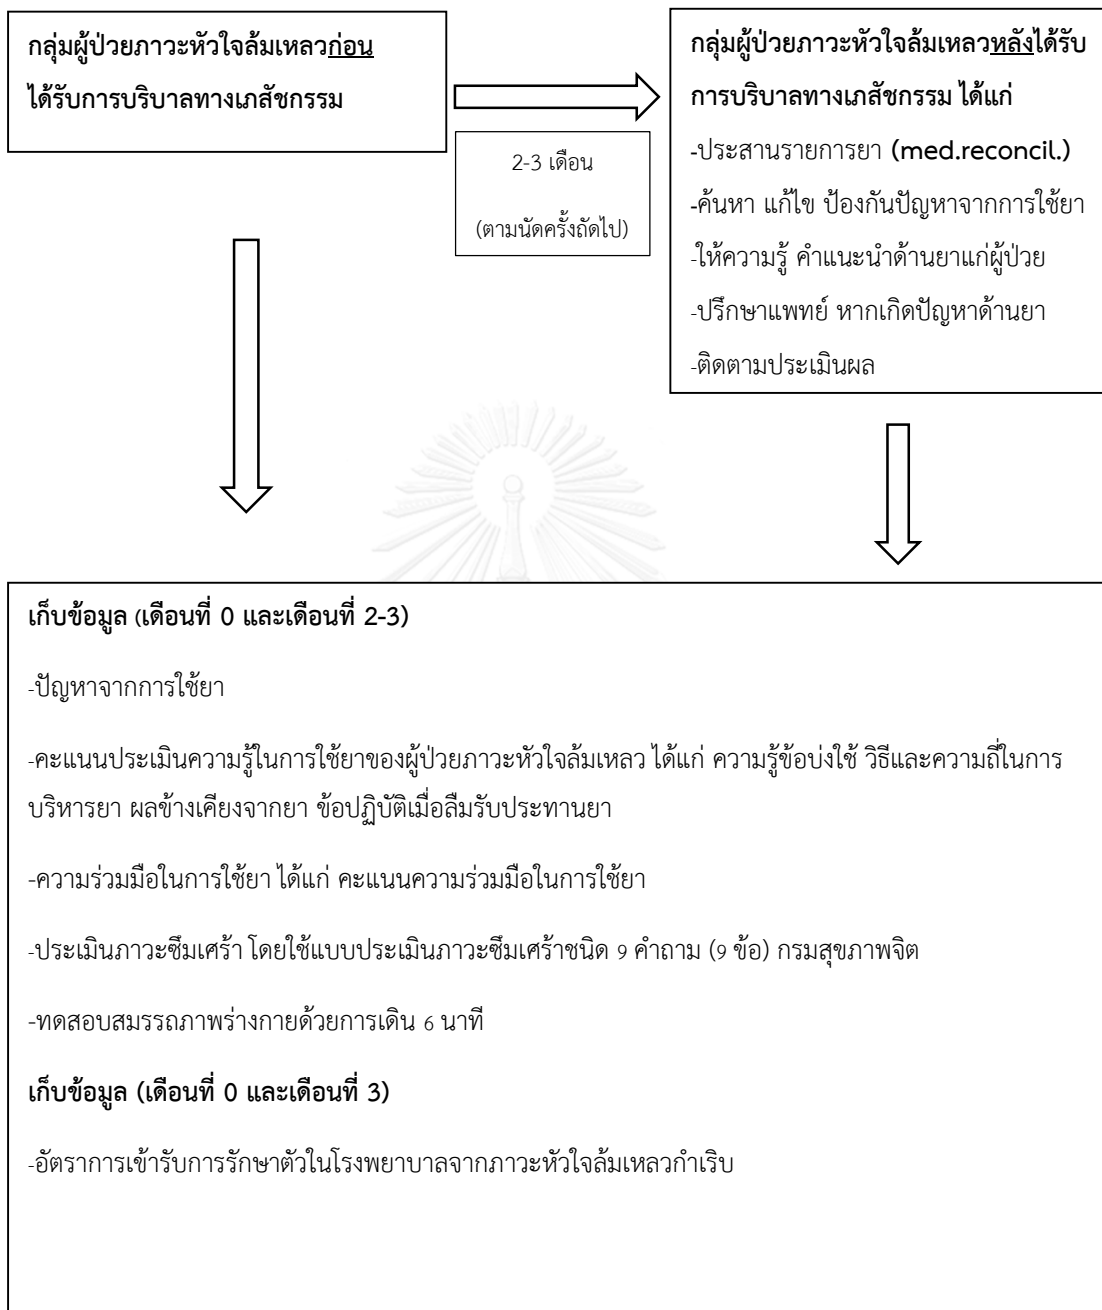 กลุ่มผู้ป่วยภาวะหัวใจล้มเหลวก่อน
ได้รับการบริบาลทางเภสัชกรรม
2-3 เดือน
(ตามนัดครั้งถัดไป)
กลุ่มผู้ป่วยภาวะหัวใจล้มเหลวหลังได้รับ
การบริบาลทางเภสัชกรรม ได้แก่
-ประสานรายการยา (med.reconcil.)
-ค้นหา แก้ไข ป้องกันปัญหาจากการใช้ยา
-ให้ความรู้ คำแนะนำด้านยาแก่ผู้ป่วย
-ปรึกษาแพทย์ หากเกิดปัญหาด้านยา
-ติดตามประเมินผล
เก็บข้อมูล (เดือนที่ 0 และเดือนที่ 2-3)
-ปัญหาจากการใช้ยา
-คะแนนประเมินความรู้ในการใช้ยาของผู้ป่วยภาวะหัวใจล้มเหลว ได้แก่ ความรู้ข้อบ่งใช้ วิธีและความถี่ในการ
บริหารยา ผลข้างเคียงจากยา ข้อปฏิบัติเมื่อลืมรับประทานยา
-ความร่วมมือในการใช้ยา ได้แก่ คะแนนความร่วมมือในการใช้ยา
-ประเมินภาวะซึมเศร้า โดยใช้แบบประเมินภาวะซึมเศร้าชนิด 9 คำถาม (9 ข้อ) กรมสุขภาพจิต
-ทดสอบสมรรถภาพร่างกายด้วยการเดิน 6 นาที
เก็บข้อมูล (เดือนที่ 0 และเดือนที่ 3)
-อัตราการเข้ารับการรักษาตัวในโรงพยาบาลจากภาวะหัวใจล้มเหลวกำเริบ